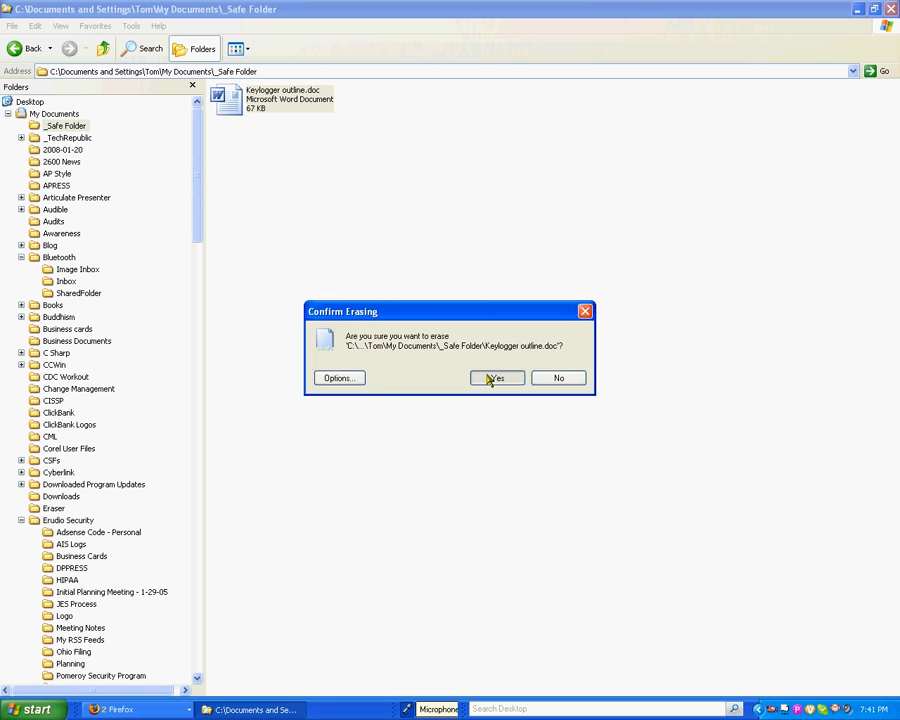 C:\Documents and Settings\Tom\My Documents\_Safe Folder
File Edit View Favorites Tools Help
Back Search Folders
Address C:\Documents and Settings\Tom\My Documents\_Safe Folder Go
Folders
Desktop
My Documents
_Safe Folder
_TechRepublic
2008-01-20
2600 News
AP Style
APRESS
Articulate Presenter
Audible
Audits
Awareness
Blog
Bluetooth
Image Inbox
Inbox
SharedFolder
Books
Buddhism
Business cards
Business Documents
C Sharp
CCWin
CDC Workout
Change Management
CISSP
ClickBank
ClickBank Logos
CML
Corel User Files
CSFs
Cyberlink
Downloaded Program Updates
Downloads
Eraser
Erudio Security
Adsense Code - Personal
AIS Logs
Business Cards
DPPRESS
HIPAA
Initial Planning Meeting - 1-29-05
JES Process
Logo
Meeting Notes
My RSS Feeds
Ohio Filing
Planning
Pomeroy Security Program
Keylogger outline.doc
Microsoft Word Document
67 KB
Confirm Erasing
Are you sure you want to erase
'C:\...\Tom\My Documents\_Safe Folder\Keylogger outline.doc'?
Options... Yes No
start 2 Firefox C:\Documents and Se... Microphone Search Desktop 7:41 PM